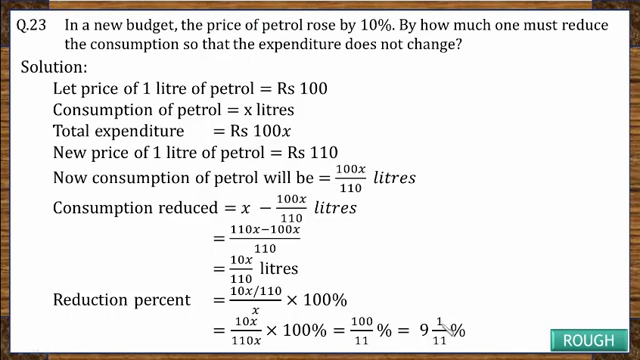 Q.23 In a new budget, the price of petrol rose by 10%. By how much one must reduce
the consumption so that the expenditure does not change?
Solution:
Let price of 1 litre of petrol = Rs 100
Consumption of petrol = x litres
Total expenditure = Rs 100x
New price of 1 litre of petrol = Rs 110
Now consumption of petrol will be = 100x/110 litres
Consumption reduced = x − 100x/110 litres
= 110x−100x/110
= 10x/110 litres
Reduction percent = 10x/110/x × 100%
= 10x/110x × 100% = 100/11 % = 9 1/11 %
ROUGH